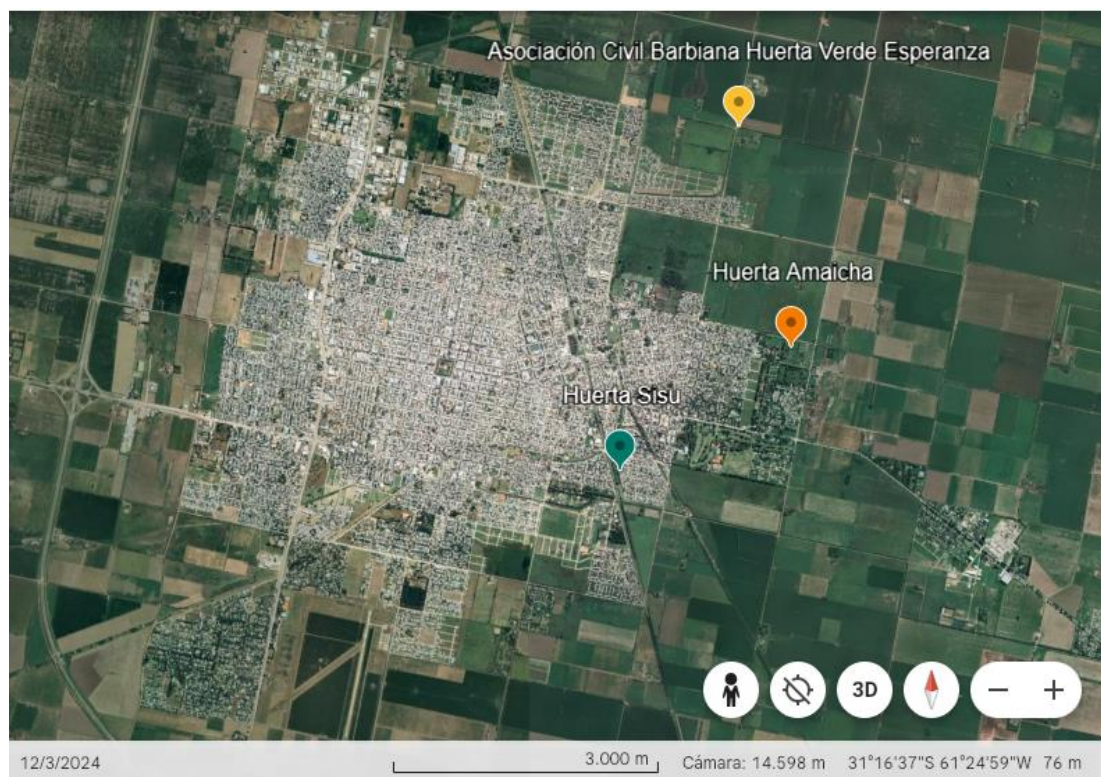 Asociación Civil Barbiana Huerta Verde Esperanza
Huerta Amaicha
Huerta Sisu
3D
12/3/2024
3.000 m
Cámara: 14.598 m
31°16'37"S 61°24'59"W
76 m